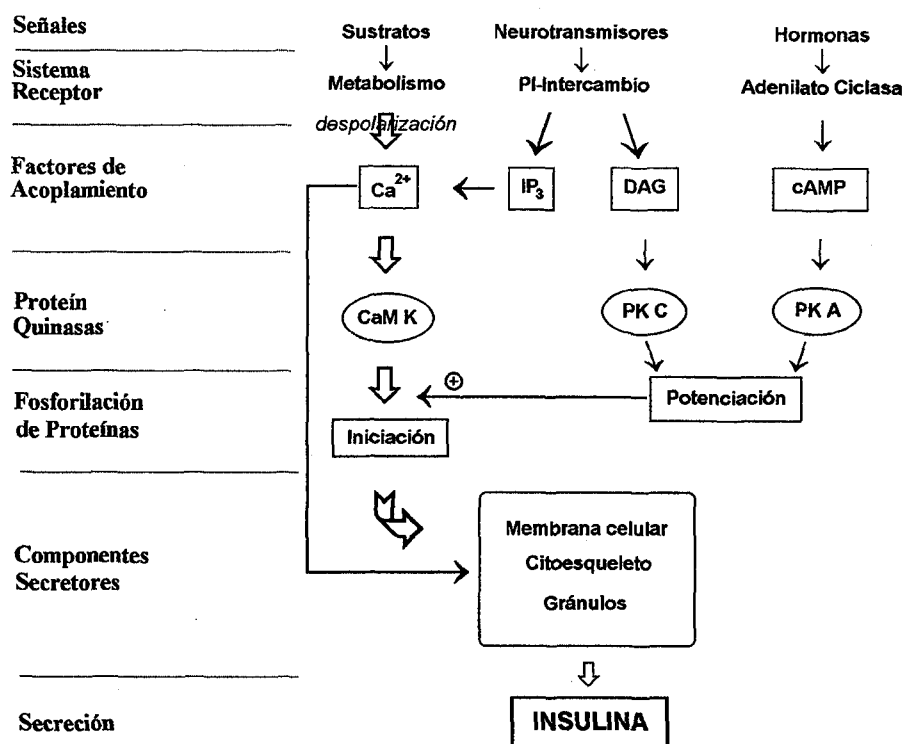 Señales
Sustratos
Neurotransmisores
Hormonas
Sistema
Receptor
Metabolismo
PI-Intercambio
Adenilato Ciclasa
despolarización
Factores de
Acoplamiento
Ca2+
IP3
DAG
cAMP
Proteín
Quinasas
CaM K
PK C
PK A
Fosforilación
de Proteínas
⊕
Potenciación
Iniciación
Componentes
Secretores
Membrana celular
Citoesqueleto
Gránulos
Secreción
INSULINA